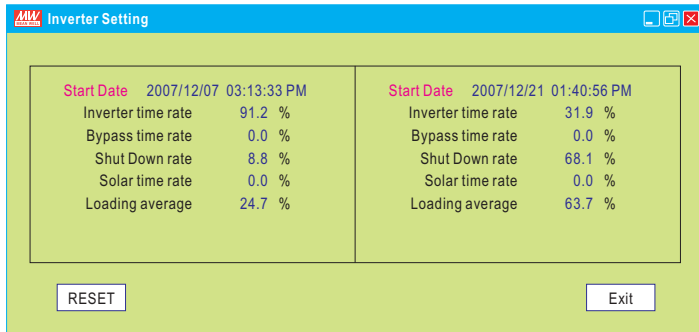 MW MEAN WELL Inverter Setting
Start Date 2007/12/07 03:13:33 PM
Inverter time rate 91.2 %
Bypass time rate 0.0 %
Shut Down rate 8.8 %
Solar time rate 0.0 %
Loading average 24.7 %
Start Date 2007/12/21 01:40:56 PM
Inverter time rate 31.9 %
Bypass time rate 0.0 %
Shut Down rate 68.1 %
Solar time rate 0.0 %
Loading average 63.7 %
RESET
Exit